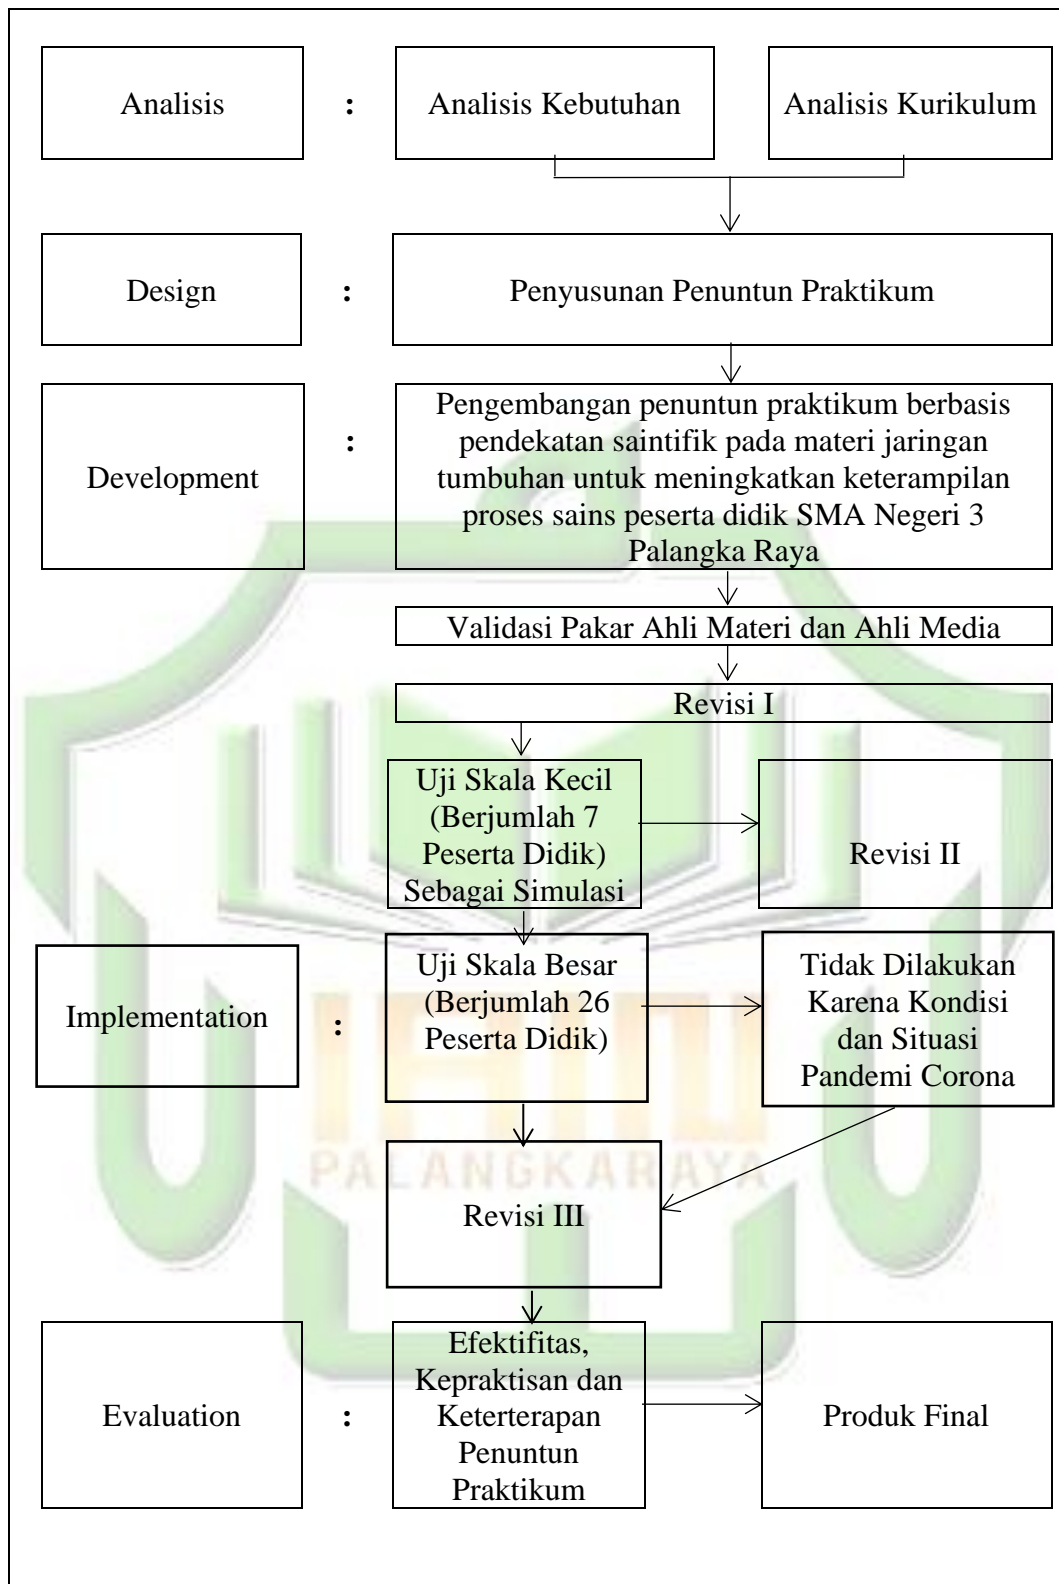 Analisis : Analisis Kebutuhan Analisis Kurikulum
Design : Penyusunan Penuntun Praktikum
Development :
Pengembangan penuntun praktikum berbasis
pendekatan saintifik pada materi jaringan
tumbuhan untuk meningkatkan keterampilan
proses sains peserta didik SMA Negeri 3
Palangka Raya
Validasi Pakar Ahli Materi dan Ahli Media
Revisi I
Uji Skala Kecil
(Berjumlah 7
Peserta Didik)
Sebagai Simulasi
Revisi II
Implementation :
Uji Skala Besar
(Berjumlah 26
Peserta Didik)
Tidak Dilakukan
Karena Kondisi
dan Situasi
Pandemi Corona
IAIN
PALANGKARAYA
Revisi III
Evaluation :
Efektifitas,
Kepraktisan dan
Keterterapan
Penuntun
Praktikum
Produk Final